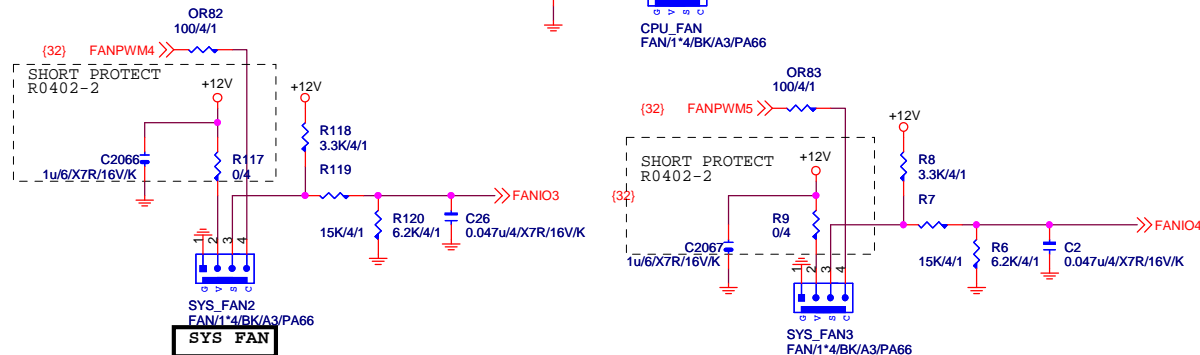 OR82
100/4/1
{32} FANPWM4
SHORT PROTECT
R0402-2
+12V
+12V
C2066
1u/6/X7R/16V/K
R117
0/4
R118
3.3K/4/1
R119
15K/4/1
R120
6.2K/4/1
C26
0.047u/4/X7R/16V/K
FANIO3
1
2
3
4
G
V
S
C
SYS_FAN2
FAN/1*4/BK/A3/PA66
SYS FAN
G
V
S
C
CPU_FAN
FAN/1*4/BK/A3/PA66
OR83
100/4/1
{32} FANPWM5
SHORT PROTECT
R0402-2
{32}
+12V
+12V
C2067
1u/6/X7R/16V/K
R9
0/4
R8
3.3K/4/1
R7
15K/4/1
R6
6.2K/4/1
C2
0.047u/4/X7R/16V/K
FANIO4
1
2
3
4
G
V
S
C
SYS_FAN3
FAN/1*4/BK/A3/PA66